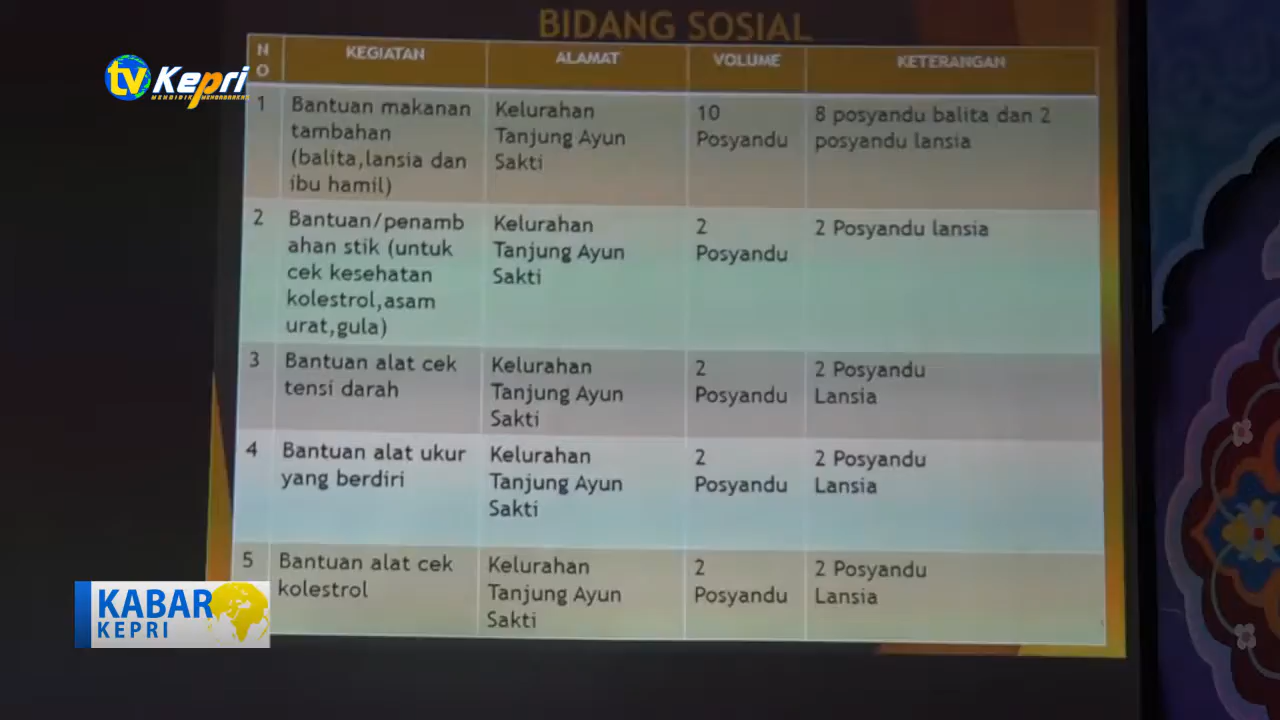 BIDANG SOSIAL
tv Kepri
NO KEGIATAN ALAMAT VOLUME KETERANGAN
1
Bantuan makanan
tambahan
(balita,lansia dan
ibu hamil)
Kelurahan
Tanjung Ayun
Sakti
10
Posyandu
8 posyandu balita dan 2
posyandu lansia
2
Bantuan/penamb
ahan stik (untuk
cek kesehatan
kolestrol,asam
urat,gula)
Kelurahan
Tanjung Ayun
Sakti
2
Posyandu
2 Posyandu lansia
3
Bantuan alat cek
tensi darah
Kelurahan
Tanjung Ayun
Sakti
2
Posyandu
2 Posyandu
Lansia
4
Bantuan alat ukur
yang berdiri
Kelurahan
Tanjung Ayun
Sakti
2
Posyandu
2 Posyandu
Lansia
5
Bantuan alat cek
kolestrol
Kelurahan
Tanjung Ayun
Sakti
2
Posyandu
2 Posyandu
Lansia
KABAR
KEPRI